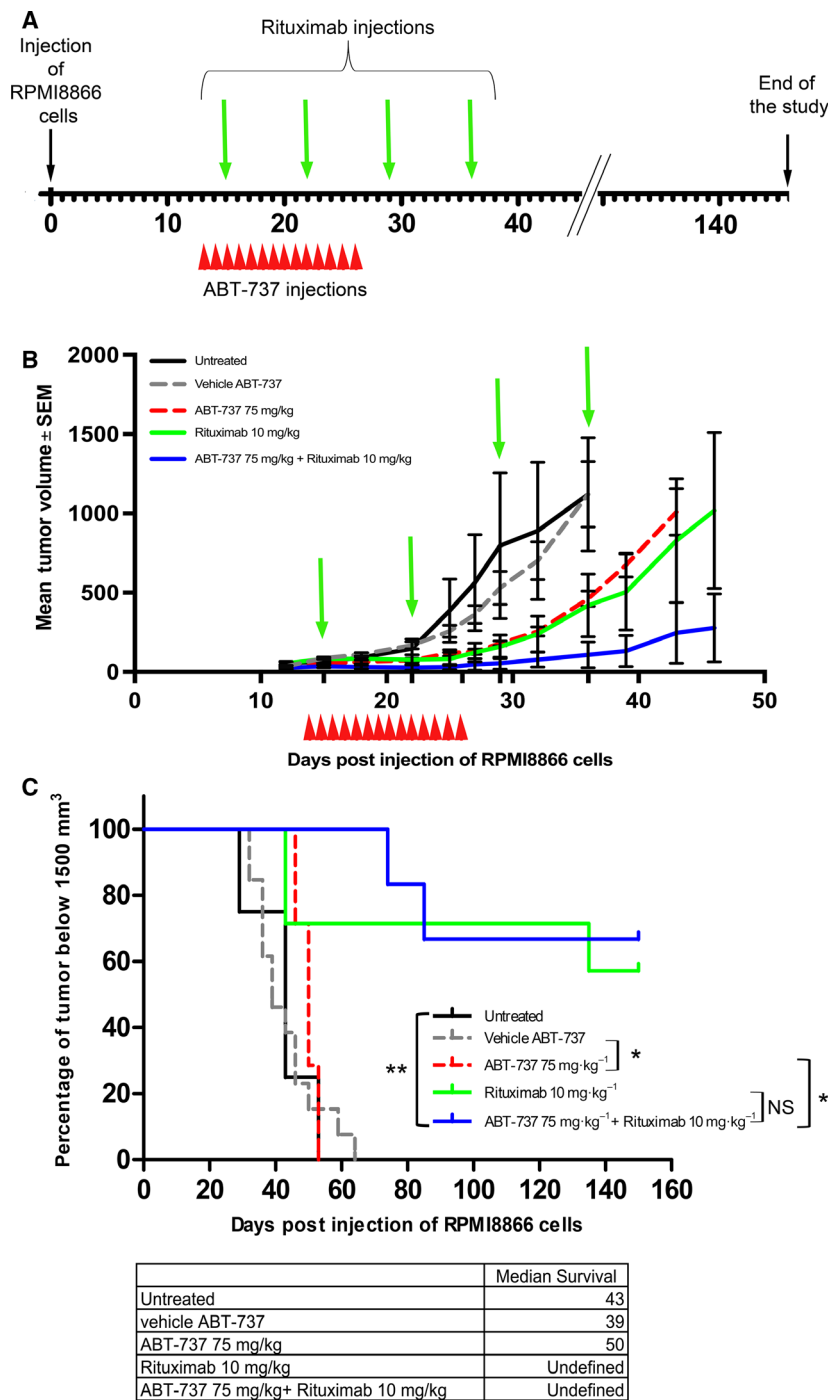 A
Injection
of
RPMI8866
cells
Rituximab injections
End of
the study
0 10 20 30 40 140
ABT-737 injections
B
Mean tumor volume ± SEM
2000
1500
1000
500
0
Untreated
Vehicle ABT-737
ABT-737 75 mg/kg
Rituximab 10 mg/kg
ABT-737 75 mg/kg + Rituximab 10 mg/kg
0 10 20 30 40 50
Days post injection of RPMI8866 cells
C
Percentage of tumor below 1500 mm³
100
80
60
40
20
0
Untreated
Vehicle ABT-737
ABT-737 75 mg·kg⁻¹
Rituximab 10 mg·kg⁻¹
ABT-737 75 mg·kg⁻¹ + Rituximab 10 mg·kg⁻¹
**
*
NS
*
0 20 40 60 80 100 120 140 160
Days post injection of RPMI8866 cells
Median Survival
Untreated 43
vehicle ABT-737 39
ABT-737 75 mg/kg 50
Rituximab 10 mg/kg Undefined
ABT-737 75 mg/kg+ Rituximab 10 mg/kg Undefined